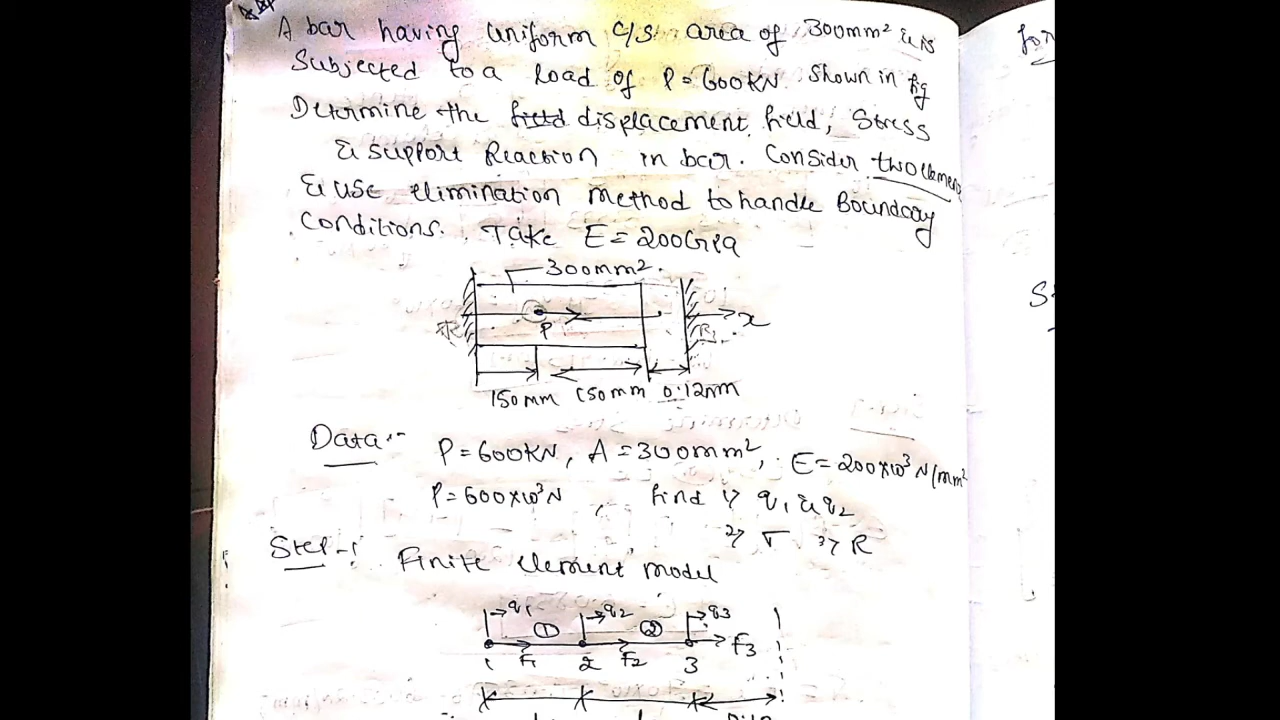 A bar having uniform c/s area of 300mm² & is
Subjected to a load of P=600KN. Shown in fig
Determine the field displacement field, Stress
& support Reaction in bar. Consider two element
& use elimination method to handle Boundary
Conditions. Take E=200GPa
300mm².
P
x
150mm 150mm 0.12mm
Data:-
P=600KN, A=300mm², E=200×10³ N/mm²
P=600×10³N , find 1) q₁ & q₂
2) σ 3) R
Step-1 Finite element model
→q₁ →q₂ →q₃
① ②
1 f₁ 2 f₂ 3 f₃